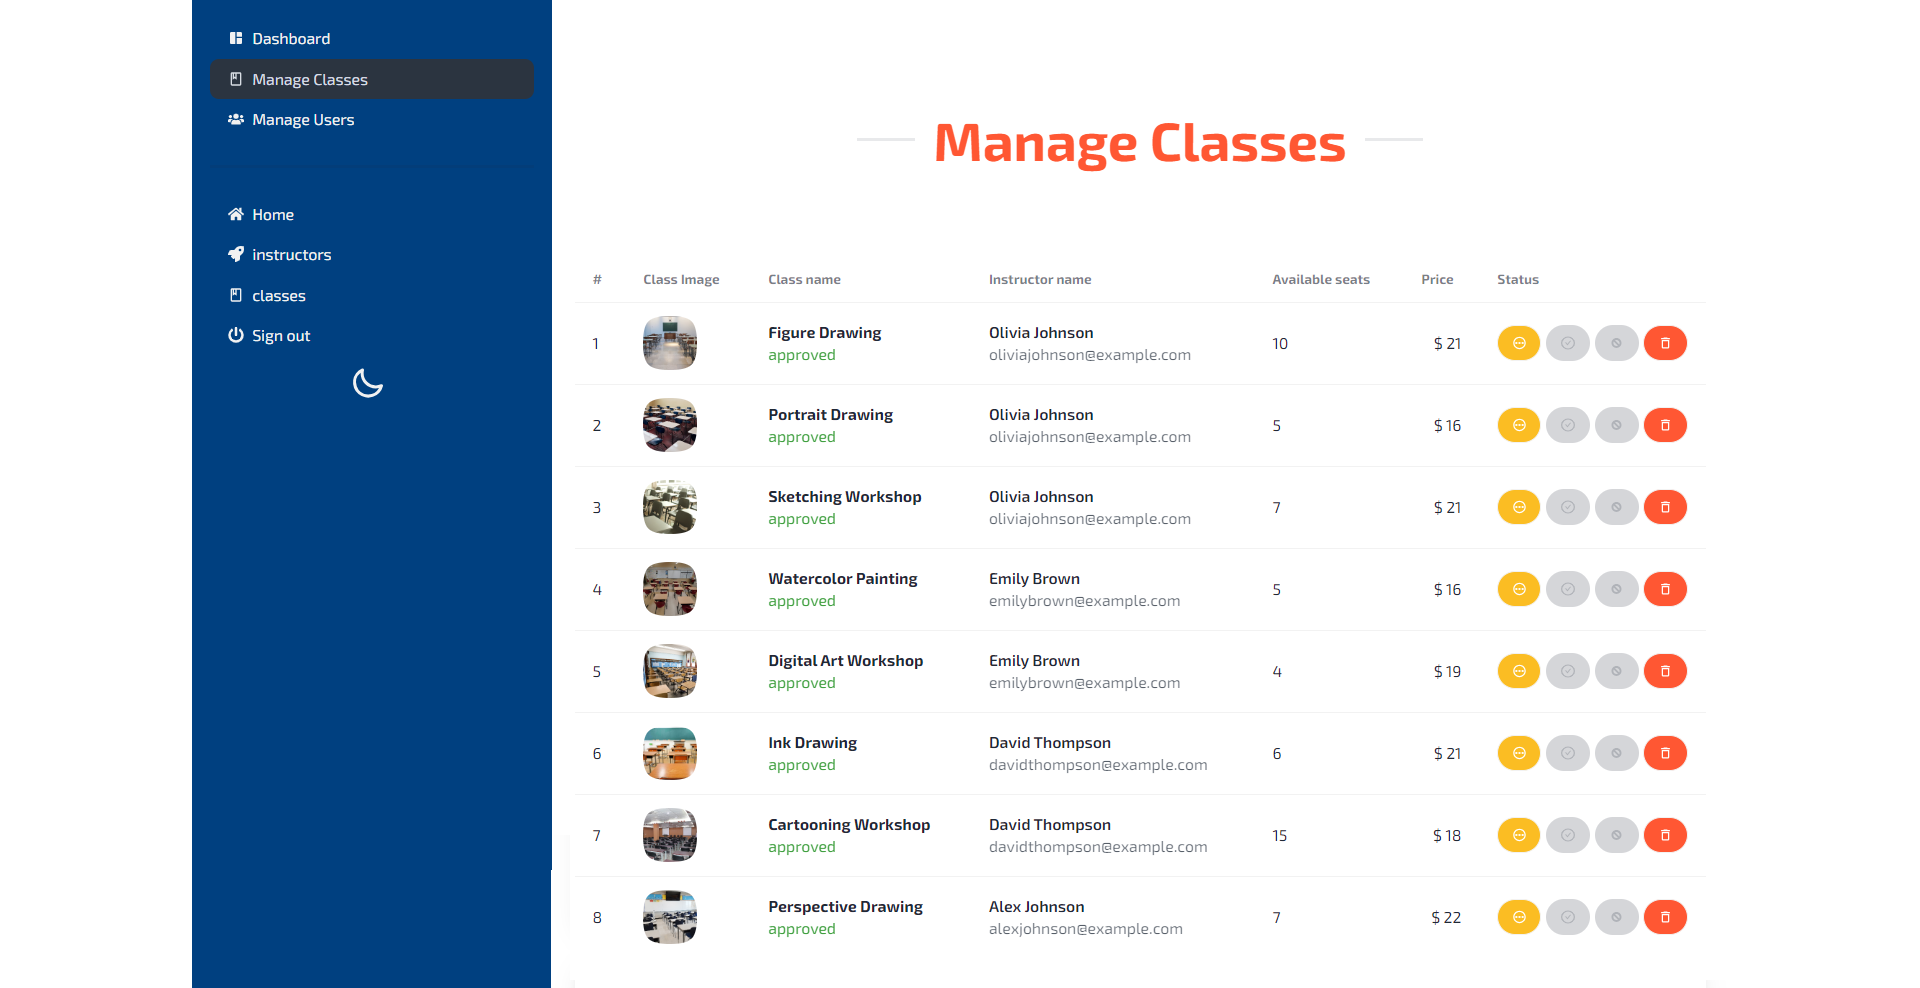 Dashboard
Manage Classes
Manage Users
Home
instructors
classes
Sign out
Manage Classes
# Class Image Class name Instructor name Available seats Price Status
1 Figure Drawing Olivia Johnson 10 $ 21
approved oliviajohnson@example.com
2 Portrait Drawing Olivia Johnson 5 $ 16
approved oliviajohnson@example.com
3 Sketching Workshop Olivia Johnson 7 $ 21
approved oliviajohnson@example.com
4 Watercolor Painting Emily Brown 5 $ 16
approved emilybrown@example.com
5 Digital Art Workshop Emily Brown 4 $ 19
approved emilybrown@example.com
6 Ink Drawing David Thompson 6 $ 21
approved davidthompson@example.com
7 Cartooning Workshop David Thompson 15 $ 18
approved davidthompson@example.com
8 Perspective Drawing Alex Johnson 7 $ 22
approved alexjohnson@example.com